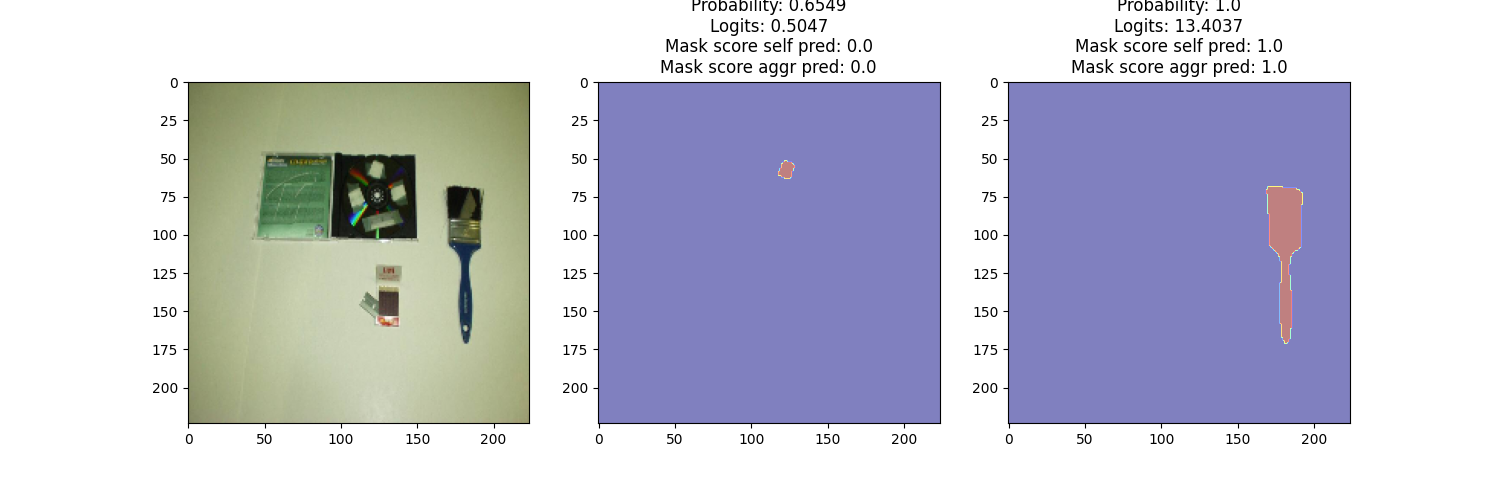 Probability: 0.6549
Logits: 0.5047
Mask score self pred: 0.0
Mask score aggr pred: 0.0
Probability: 1.0
Logits: 13.4037
Mask score self pred: 1.0
Mask score aggr pred: 1.0
0
25
50
75
100
125
150
175
200
0 50 100 150 200
0
25
50
75
100
125
150
175
200
0 50 100 150 200
0
25
50
75
100
125
150
175
200
0 50 100 150 200